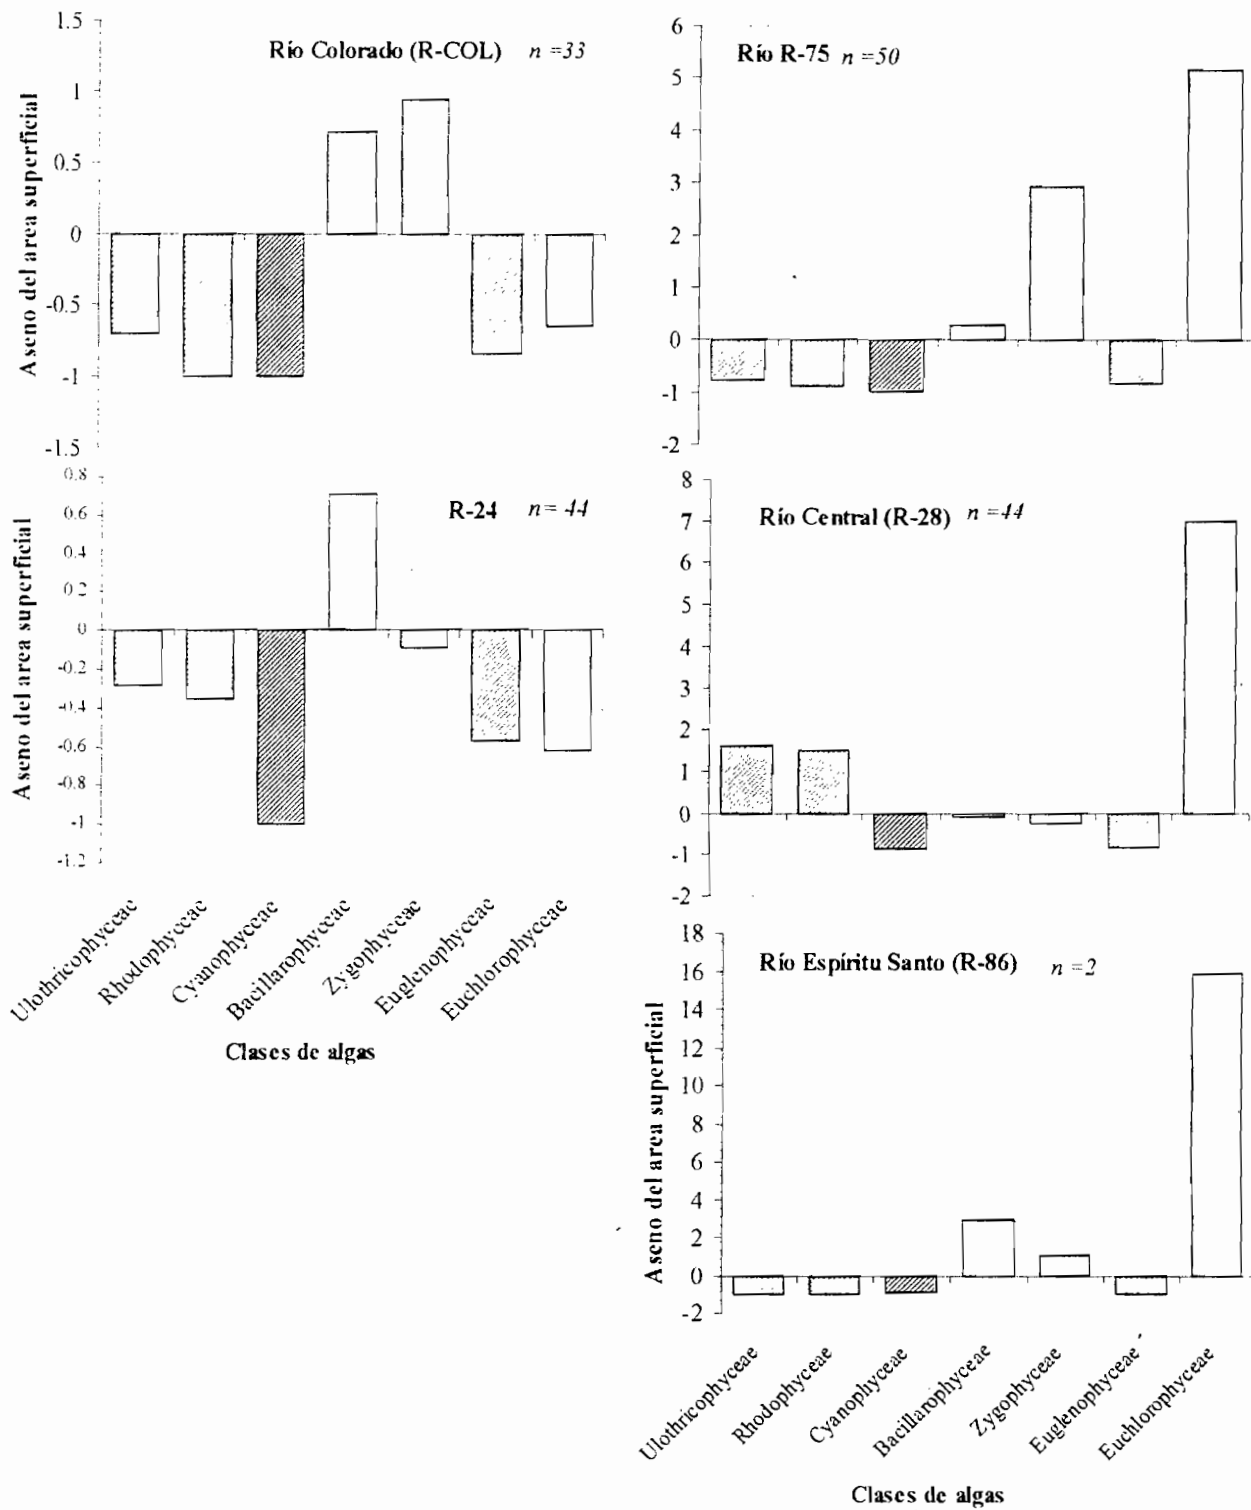 Río Colorado (R-COL) n =33
Aseno del area superficial
1.5
1
0.5
0
-0.5
-1
-1.5
R-24 n= 44
Aseno del area superficial
0.8
0.6
0.4
0.2
0
-0.2
-0.4
-0.6
-0.8
-1
-1.2
Ulothricophyceae
Rhodophyceae
Cyanophyceae
Bacillarophyceae
Zygophyceae
Euglenophyceae
Euchlorophyceae
Clases de algas
Río R-75 n =50
6
5
4
3
2
1
0
-1
-2
Río Central (R-28) n =44
8
7
6
5
4
3
2
1
0
-1
-2
Río Espíritu Santo (R-86) n =2
Aseno del area superficial
18
16
14
12
10
8
6
4
2
0
-2
Ulothricophyceae
Rhodophyceae
Cyanophyceae
Bacillarophyceae
Zygophyceae
Euglenophyceae
Euchlorophyceae
Clases de algas